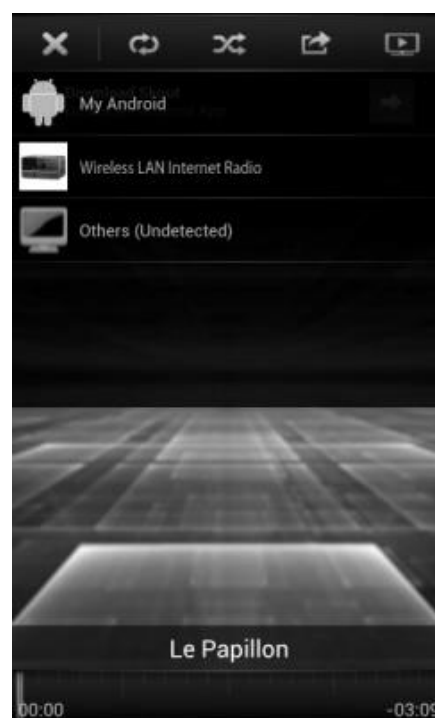 My Android
Wireless LAN Internet Radio
Others (Undetected)
Le Papillon
00:00
-03:09